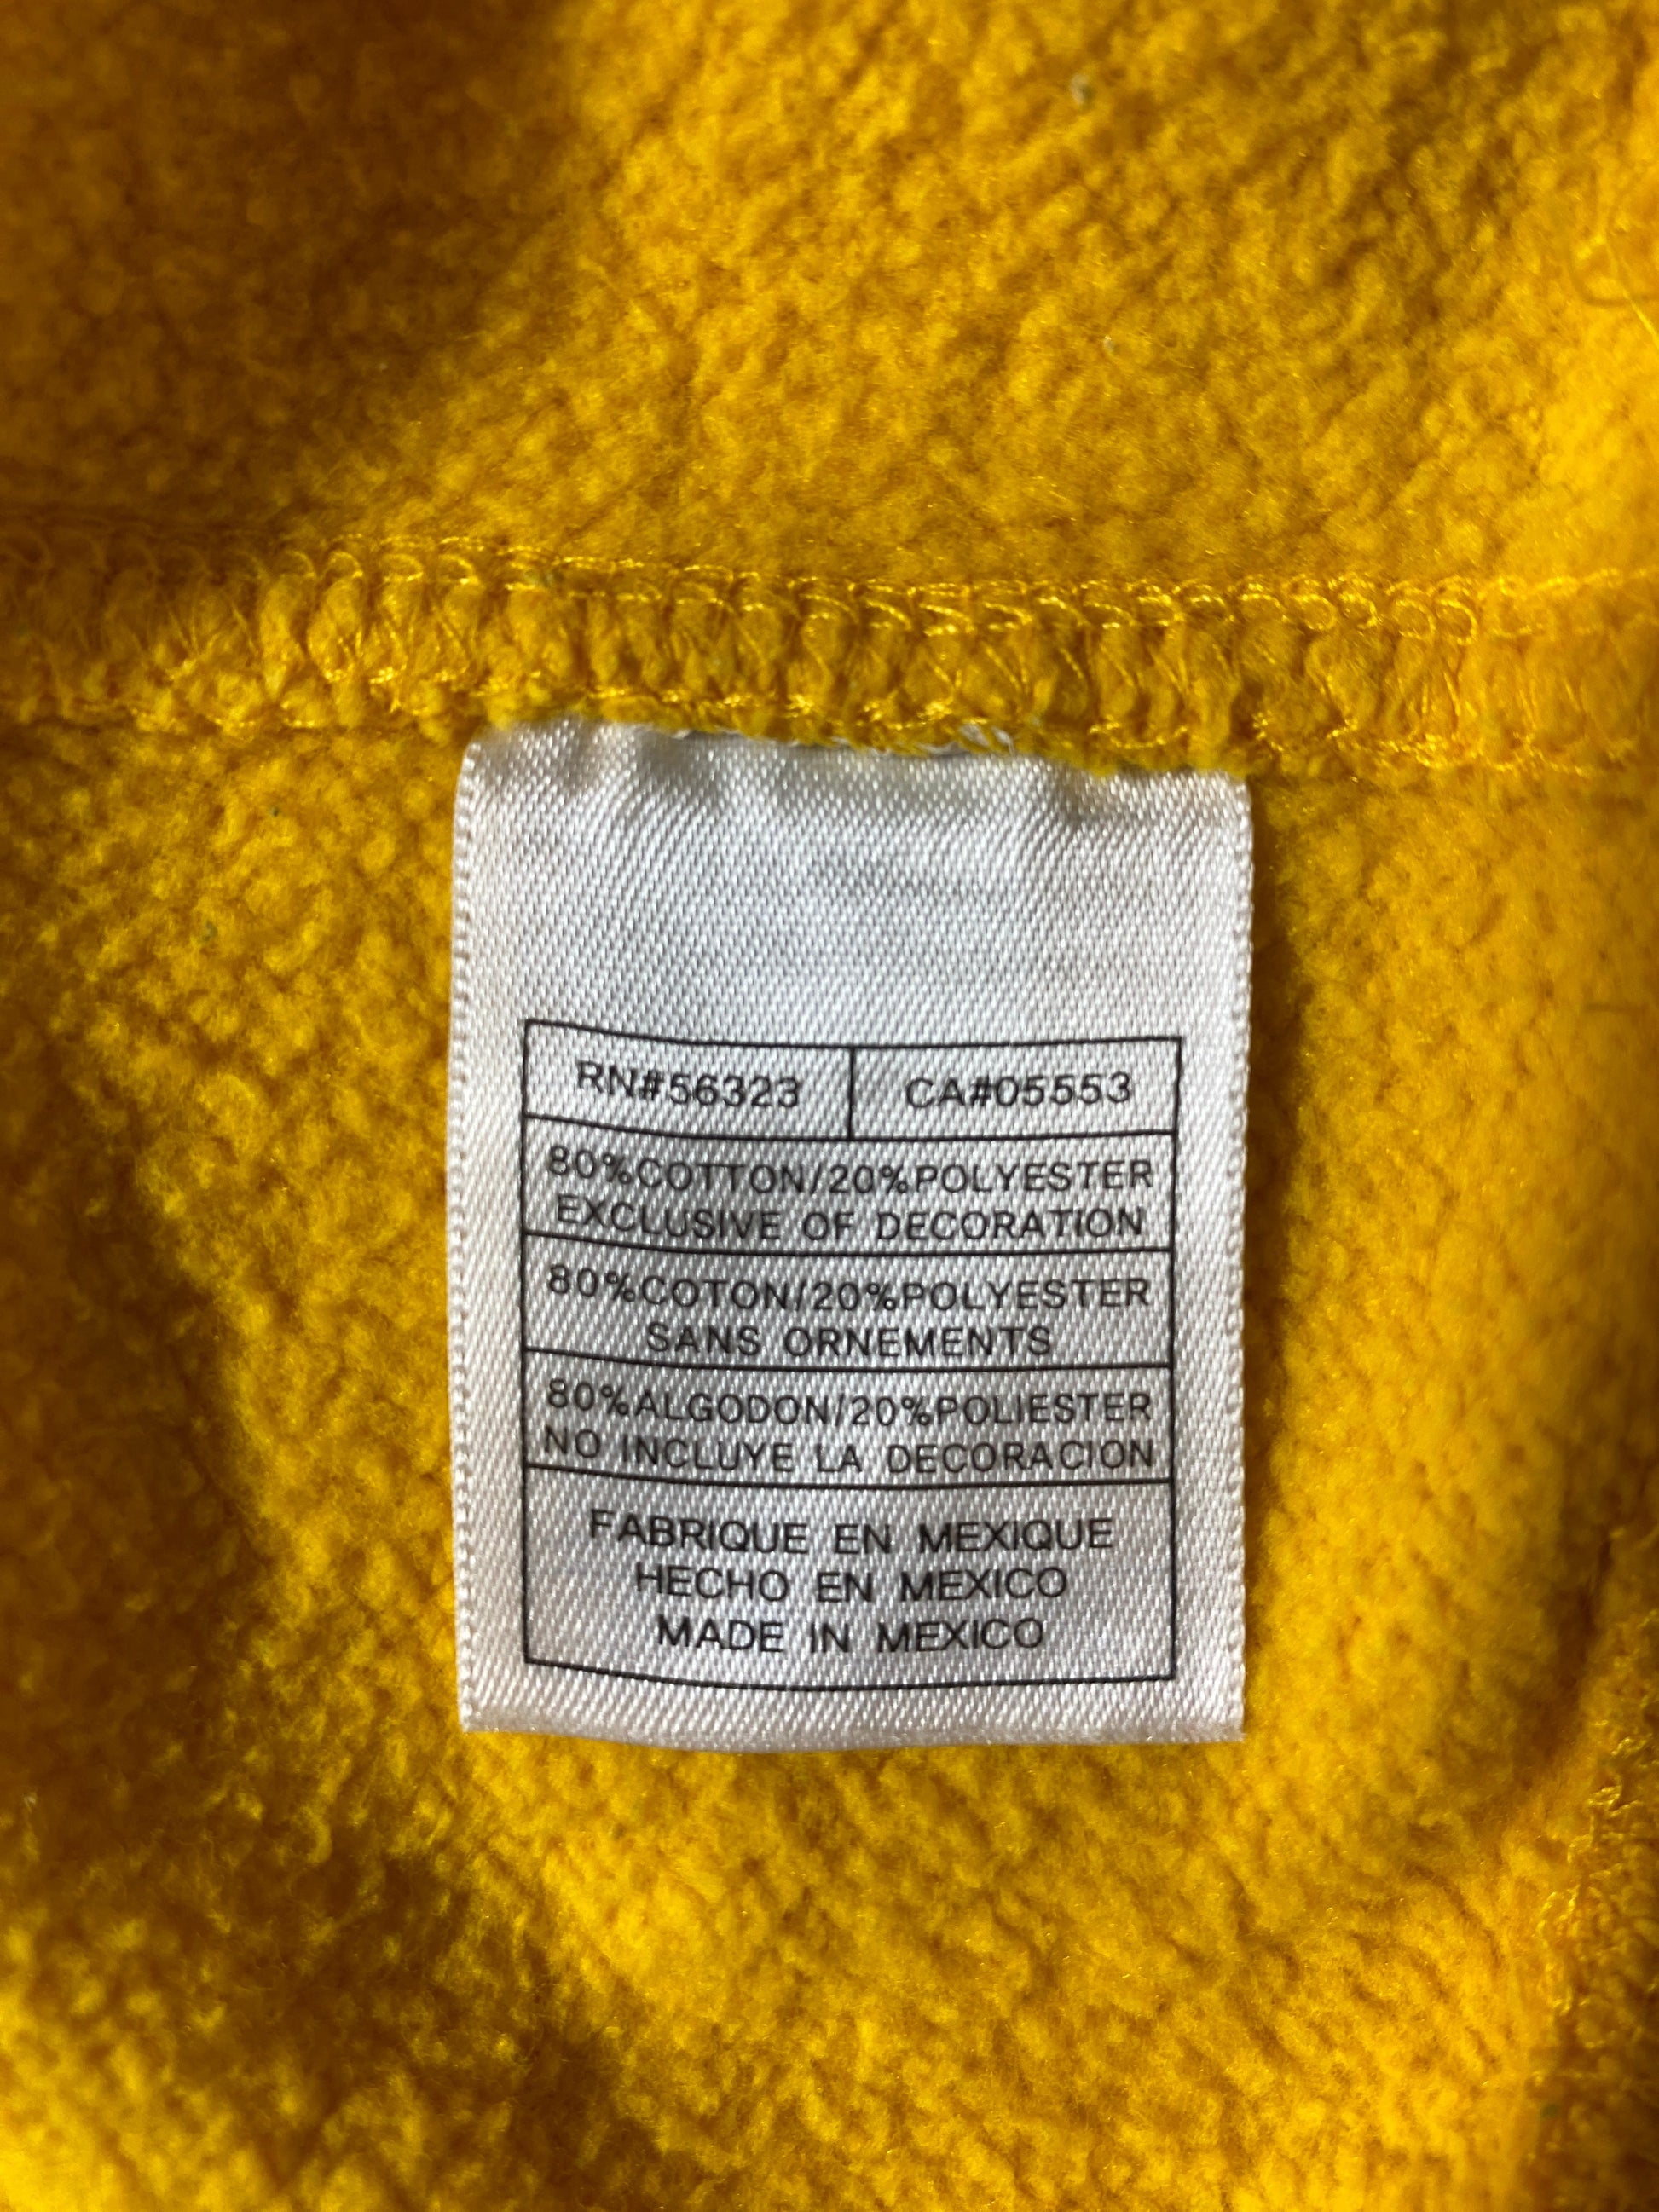 RN#56323 CA#05553
80%COTTON/20%POLYESTER
EXCLUSIVE OF DECORATION
80%COTON/20%POLYESTER
SANS ORNEMENTS
80%ALGODON/20%POLIESTER
NO INCLUYE LA DECORACION
FABRIQUE EN MEXIQUE
HECHO EN MEXICO
MADE IN MEXICO